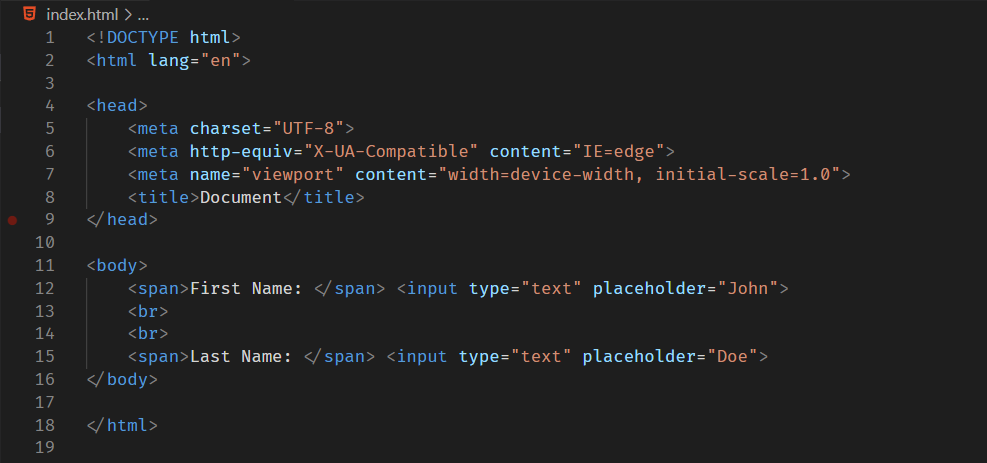 index.html > ...
1 <!DOCTYPE html>
2 <html lang="en">
3
4 <head>
5     <meta charset="UTF-8">
6     <meta http-equiv="X-UA-Compatible" content="IE=edge">
7     <meta name="viewport" content="width=device-width, initial-scale=1.0">
8     <title>Document</title>
9 </head>
10
11 <body>
12     <span>First Name: </span> <input type="text" placeholder="John">
13     <br>
14     <br>
15     <span>Last Name: </span> <input type="text" placeholder="Doe">
16 </body>
17
18 </html>
19